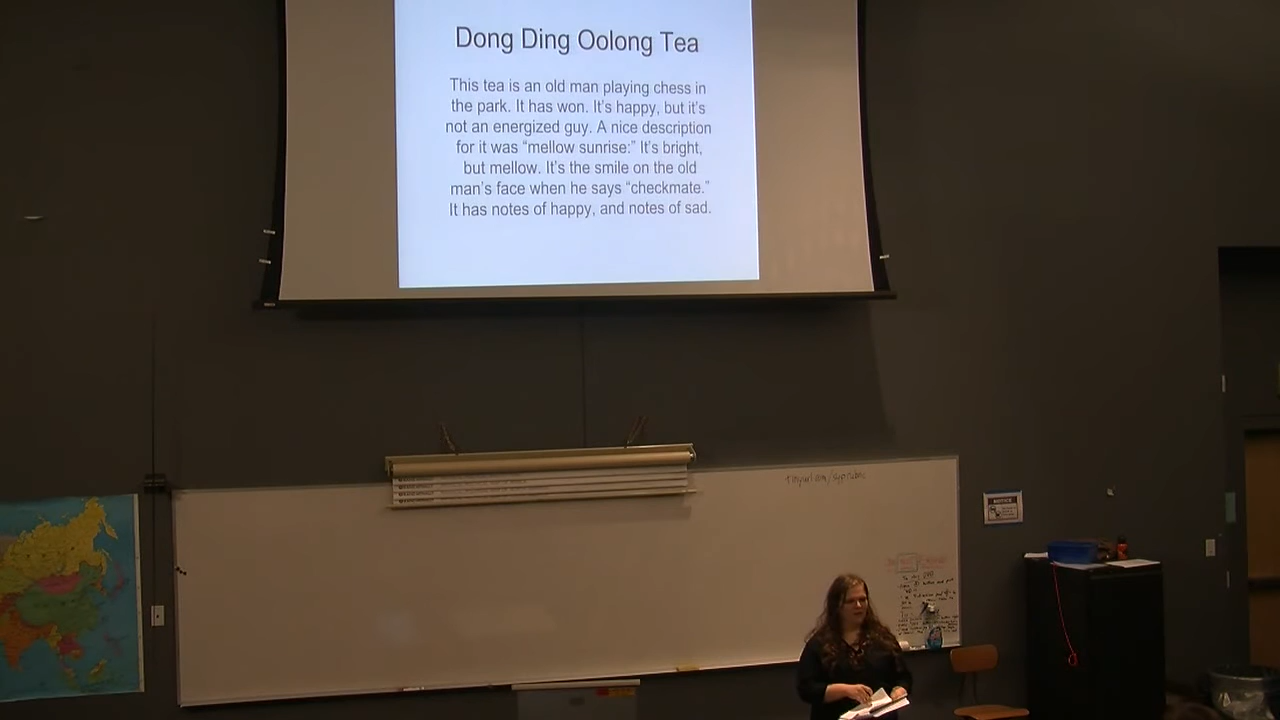 Dong Ding Oolong Tea
This tea is an old man playing chess in
the park. It has won. It's happy, but it's
not an energized guy. A nice description
for it was “mellow sunrise:” It's bright,
but mellow. It's the smile on the old
man's face when he says “checkmate.”
It has notes of happy, and notes of sad.
NOTICE